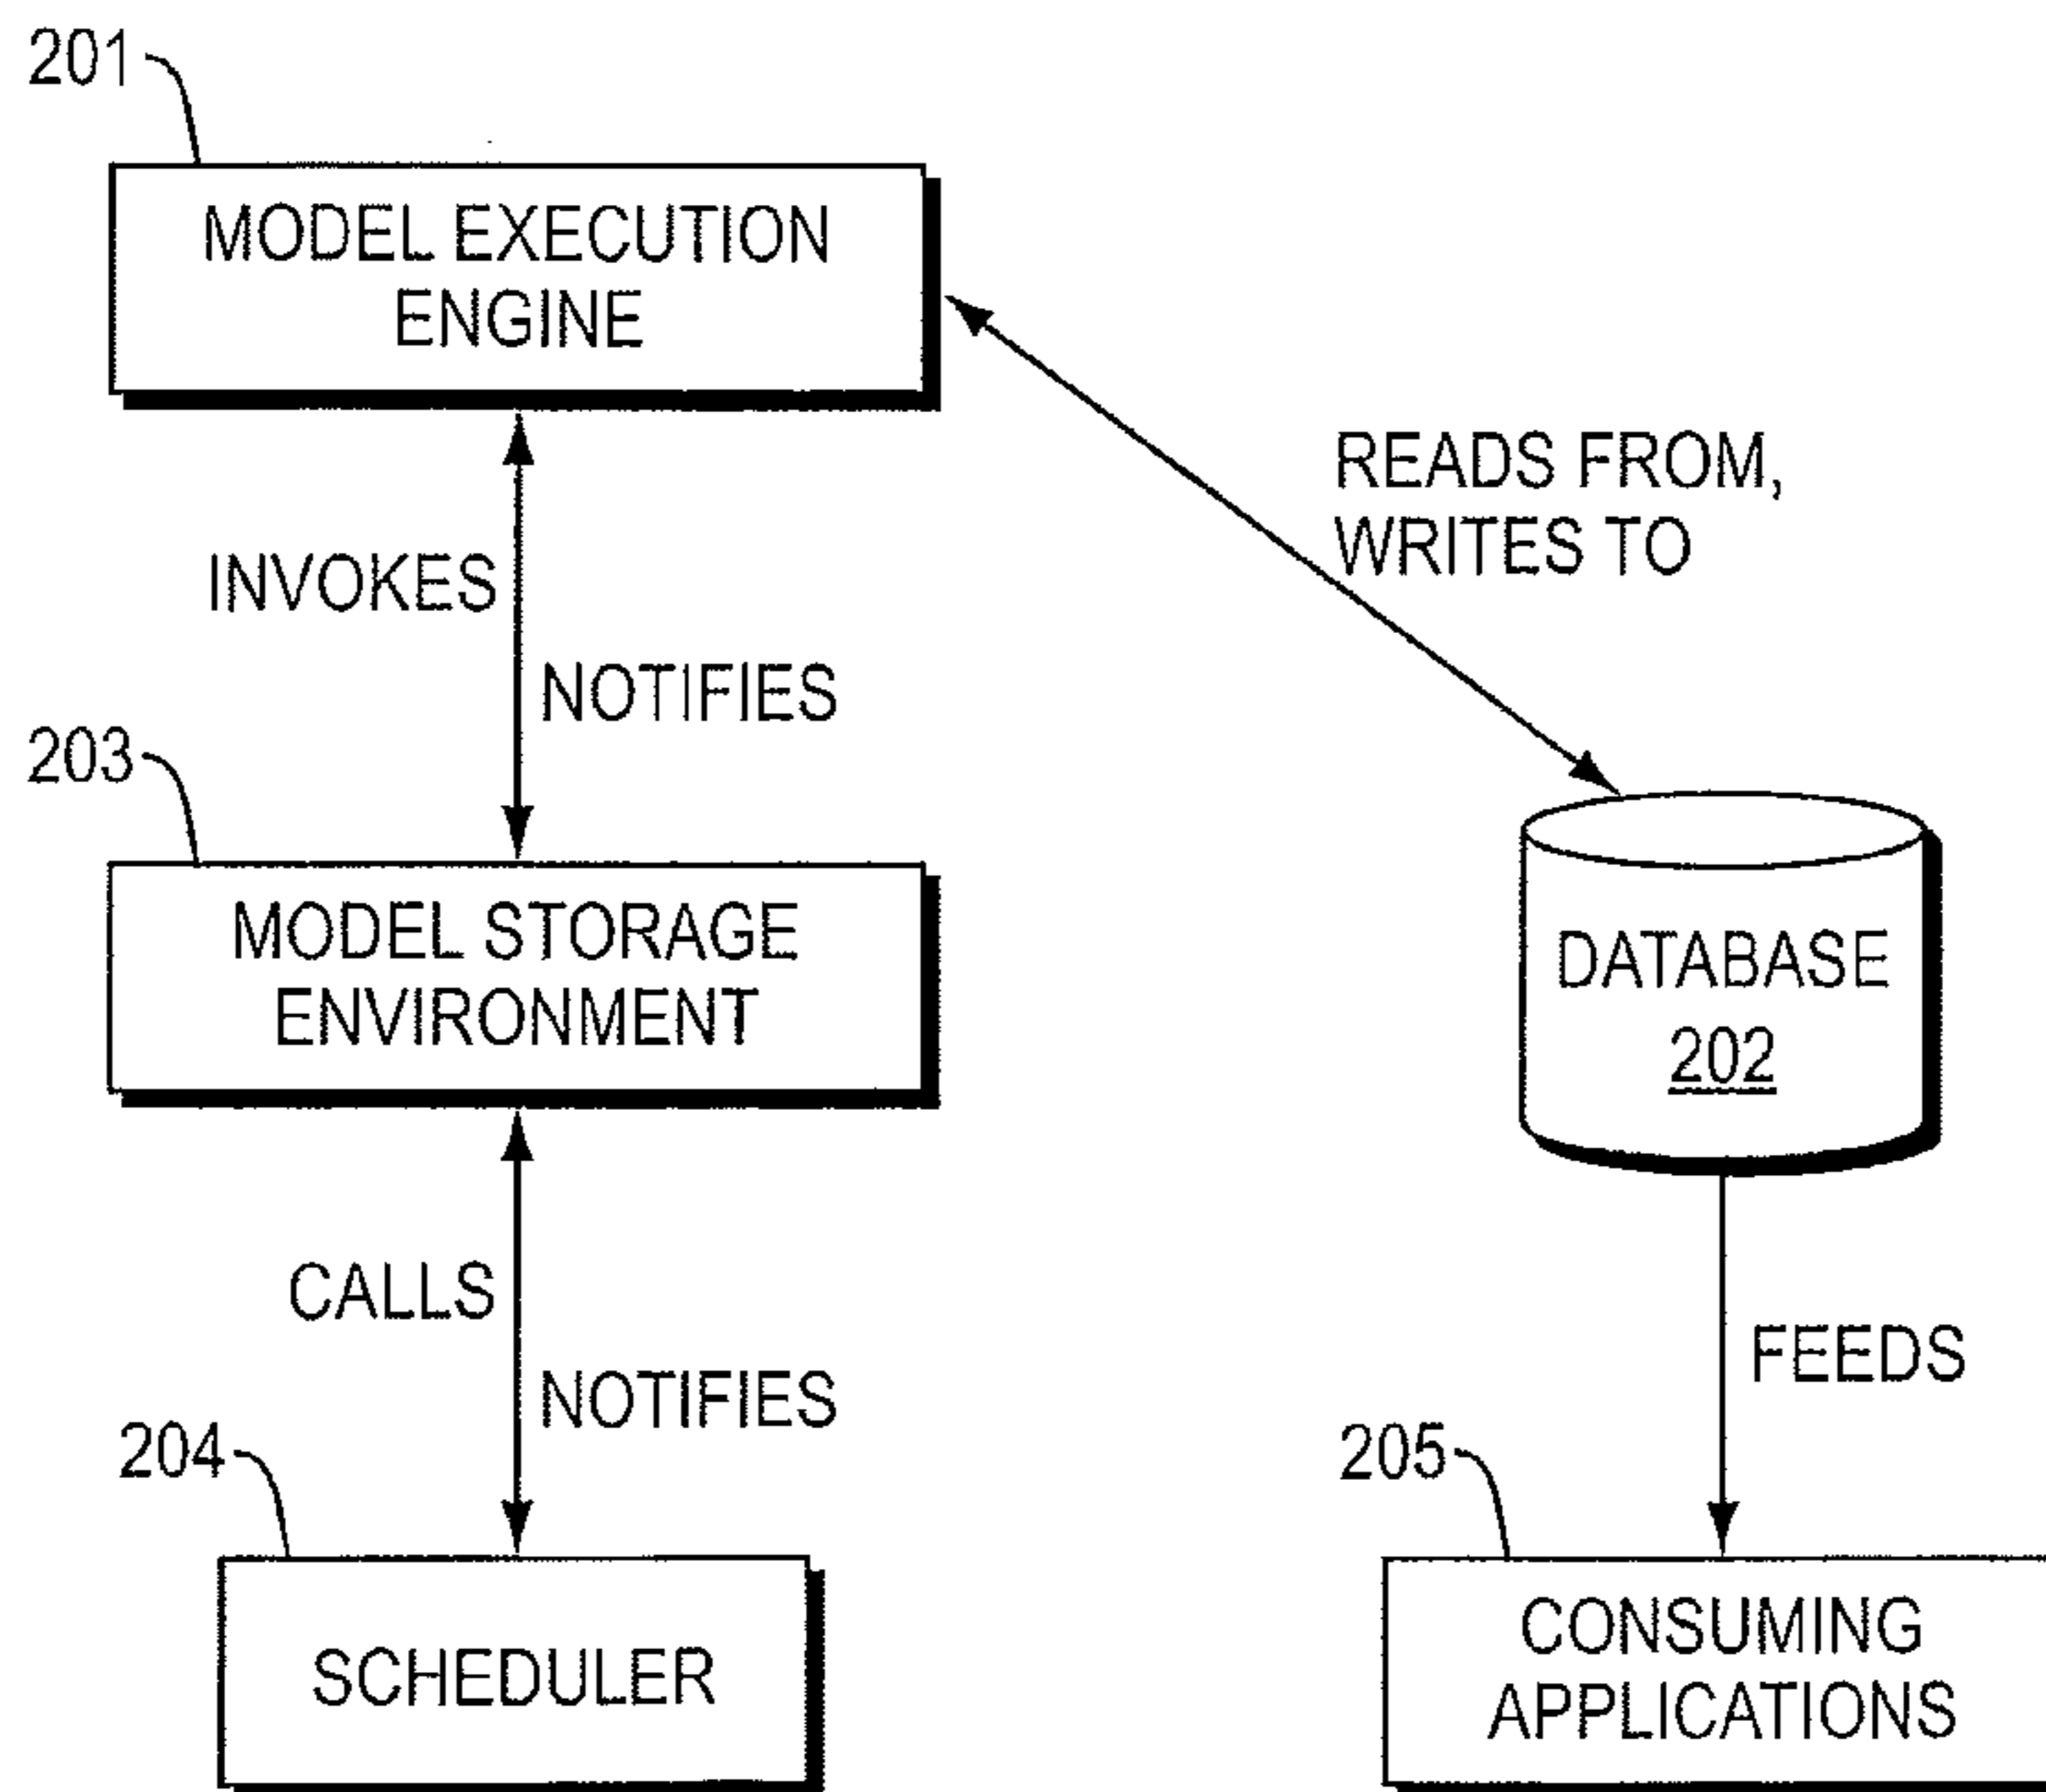 201
MODEL EXECUTION
ENGINE
READS FROM,
WRITES TO
INVOKES
NOTIFIES
203
MODEL STORAGE
ENVIRONMENT
DATABASE
202
CALLS
NOTIFIES
FEEDS
204
205
SCHEDULER
CONSUMING
APPLICATIONS